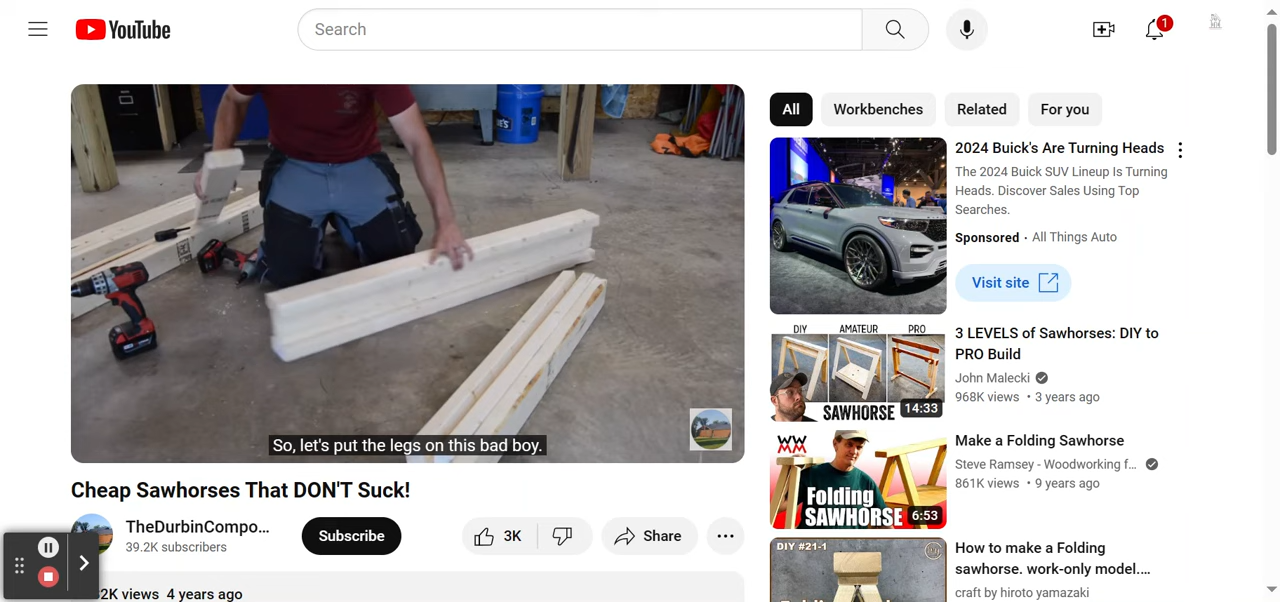 YouTube
Search
1
All
Workbenches
Related
For you
2024 Buick's Are Turning Heads
The 2024 Buick SUV Lineup Is Turning
Heads. Discover Sales Using Top
Searches.
Sponsored · All Things Auto
Visit site
DIY AMATEUR PRO
SAWHORSE
14:33
3 LEVELS of Sawhorses: DIY to
PRO Build
John Malecki
968K views • 3 years ago
WWMM
Folding
SAWHORSE
6:53
Make a Folding Sawhorse
Steve Ramsey - Woodworking f...
861K views • 9 years ago
DIY #21-1
How to make a Folding
sawhorse. work-only model....
craft by hiroto yamazaki
So, let's put the legs on this bad boy.
Cheap Sawhorses That DON'T Suck!
TheDurbinCompo...
39.2K subscribers
Subscribe
3K
Share
2K views 4 years ago